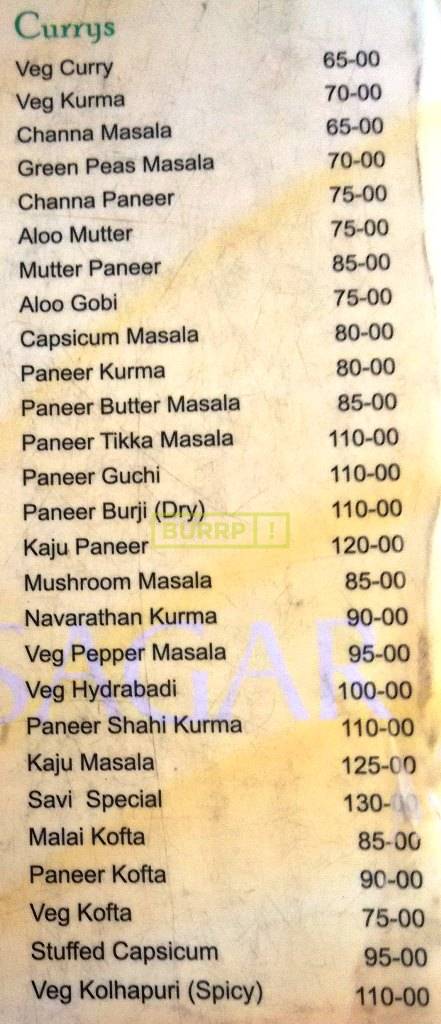 Currys
Veg Curry 65-00
Veg Kurma 70-00
Channa Masala 65-00
Green Peas Masala 70-00
Channa Paneer 75-00
Aloo Mutter 75-00
Mutter Paneer 85-00
Aloo Gobi 75-00
Capsicum Masala 80-00
Paneer Kurma 80-00
Paneer Butter Masala 85-00
Paneer Tikka Masala 110-00
Paneer Guchi 110-00
Paneer Burji (Dry) 110-00
BURRP !
Kaju Paneer 120-00
Mushroom Masala 85-00
Navarathan Kurma 90-00
SAGAR
Veg Pepper Masala 95-00
Veg Hydrabadi 100-00
Paneer Shahi Kurma 110-00
Kaju Masala 125-00
Savi Special 130-00
Malai Kofta 85-00
Paneer Kofta 90-00
Veg Kofta 75-00
Stuffed Capsicum 95-00
Veg Kolhapuri (Spicy) 110-00